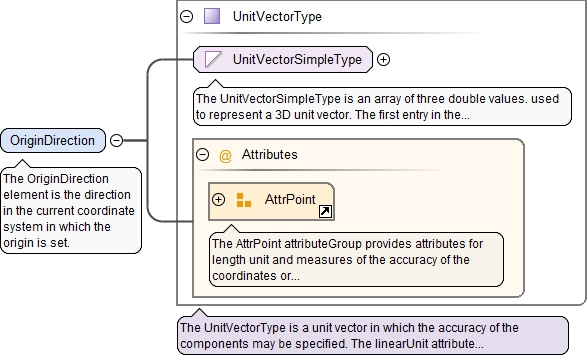 UnitVectorType
UnitVectorSimpleType
The UnitVectorSimpleType is an array of three double values. used
to represent a 3D unit vector. The first entry in the...
OriginDirection
The OriginDirection
element is the direction
in the current coordinate
system in which the
origin is set.
@ Attributes
AttrPoint
The AttrPoint attributeGroup provides attributes for
length unit and measures of the accuracy of the
coordinates or...
The UnitVectorType is a unit vector in which the accuracy of the
components may be specified. The linearUnit attribute...